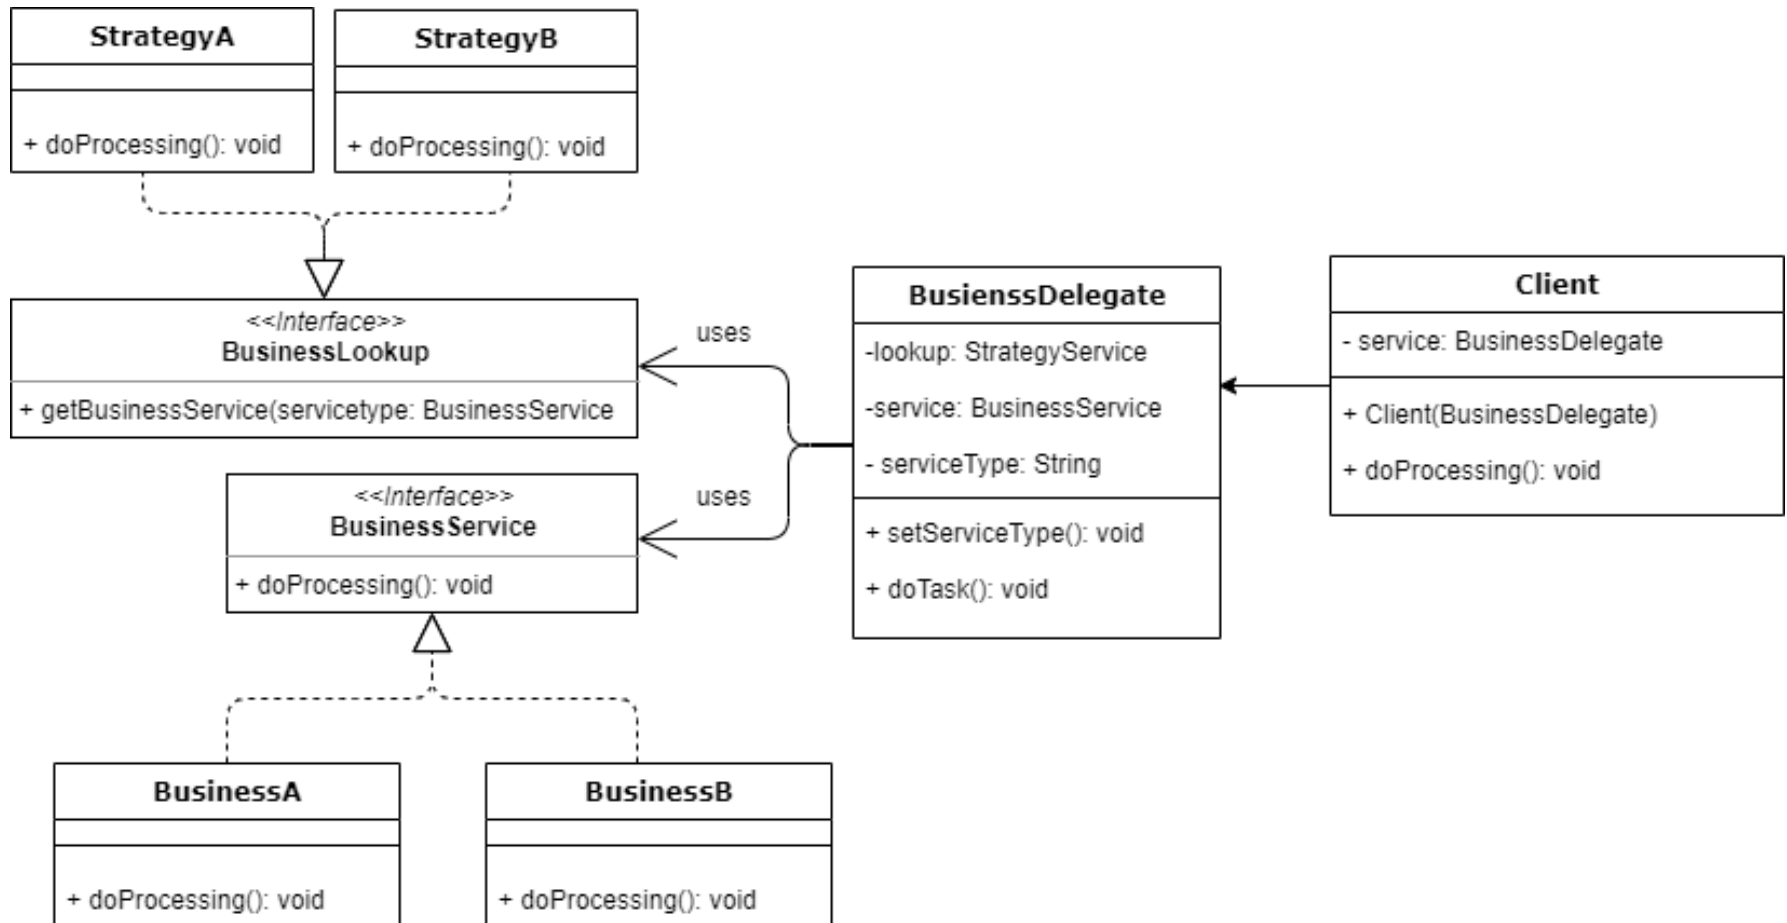 StrategyA
+ doProcessing(): void
StrategyB
+ doProcessing(): void
<<Interface>>
BusinessLookup
+ getBusinessService(servicetype: BusinessService
uses
<<Interface>>
BusinessService
+ doProcessing(): void
uses
BusienssDelegate
-lookup: StrategyService
-service: BusinessService
- serviceType: String
+ setServiceType(): void
+ doTask(): void
Client
- service: BusinessDelegate
+ Client(BusinessDelegate)
+ doProcessing(): void
BusinessA
+ doProcessing(): void
BusinessB
+ doProcessing(): void